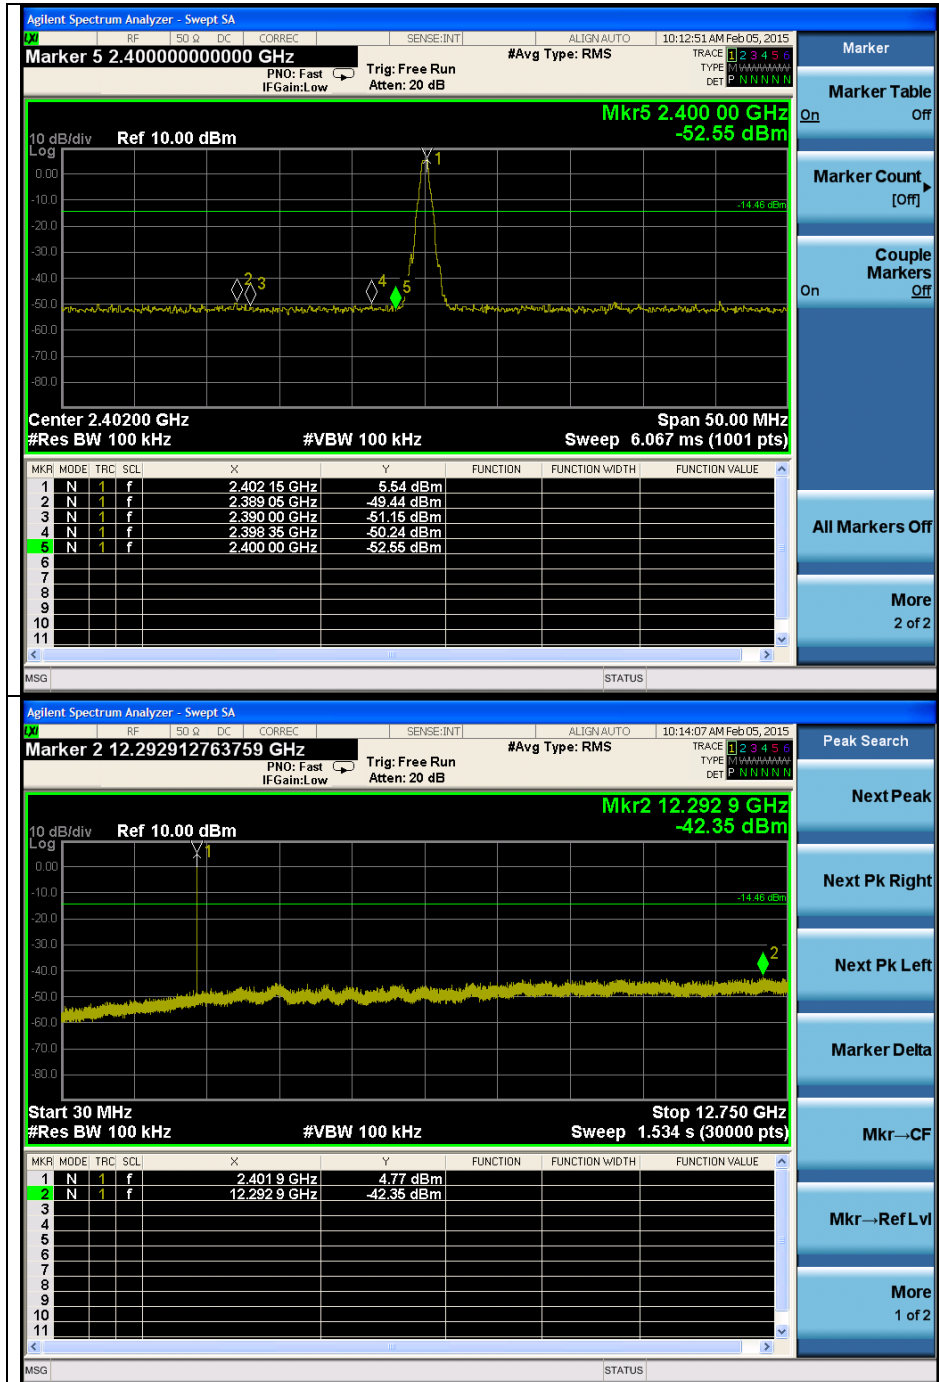 Agilent Spectrum Analyzer - Swept SA
LXI RF 50 Ω DC CORREC SENSE:INT ALIGN AUTO 10:12:51 AM Feb 05, 2015
Marker 5 2.400000000000 GHz
#Avg Type: RMS
TRACE 1 2 3 4 5 6
PNO: Fast
Trig: Free Run
TYPE M WWWWW
IFGain:Low
Atten: 20 dB
DET P N N N N N
Mkr5 2.400 00 GHz
-52.55 dBm
10 dB/div
Ref 10.00 dBm
Log
0.00
-10.0
-20.0
-30.0
-40.0
-50.0
-60.0
-70.0
-80.0
-14.46 dBm
1
2
3
4
5
Center 2.40200 GHz
Span 50.00 MHz
#Res BW 100 kHz
#VBW 100 kHz
Sweep 6.067 ms (1001 pts)
MKR MODE TRC SCL X Y FUNCTION FUNCTION WIDTH FUNCTION VALUE
1 N 1 f 2.402 15 GHz 5.54 dBm
2 N 1 f 2.389 05 GHz -49.44 dBm
3 N 1 f 2.390 00 GHz -51.15 dBm
4 N 1 f 2.398 35 GHz -50.24 dBm
5 N 1 f 2.400 00 GHz -52.55 dBm
6
7
8
9
10
11
MSG
STATUS
Marker
Marker Table
On Off
Marker Count
[Off]
Couple
Markers
On Off
All Markers Off
More
2 of 2
Agilent Spectrum Analyzer - Swept SA
LXI RF 50 Ω DC CORREC SENSE:INT ALIGN AUTO 10:14:07 AM Feb 05, 2015
Marker 2 12.292912763759 GHz
#Avg Type: RMS
TRACE 1 2 3 4 5 6
PNO: Fast
Trig: Free Run
TYPE M WWWWW
IFGain:Low
Atten: 20 dB
DET P N N N N N
Mkr2 12.292 9 GHz
-42.35 dBm
10 dB/div
Ref 10.00 dBm
Log
0.00
-10.0
-20.0
-30.0
-40.0
-50.0
-60.0
-70.0
-80.0
-14.46 dBm
1
2
Start 30 MHz
Stop 12.750 GHz
#Res BW 100 kHz
#VBW 100 kHz
Sweep 1.534 s (30000 pts)
MKR MODE TRC SCL X Y FUNCTION FUNCTION WIDTH FUNCTION VALUE
1 N 1 f 2.401 9 GHz 4.77 dBm
2 N 1 f 12.292 9 GHz -42.35 dBm
3
4
5
6
7
8
9
10
11
MSG
STATUS
Peak Search
Next Peak
Next Pk Right
Next Pk Left
Marker Delta
Mkr→CF
Mkr→Ref Lvl
More
1 of 2